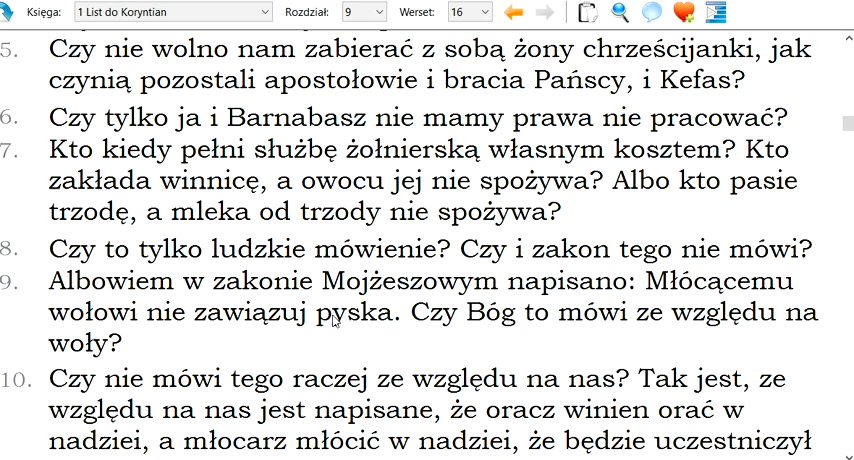 Księga: 1 List do Koryntian Rozdział: 9 Werset: 16
5. Czy nie wolno nam zabierać z sobą żony chrześcijanki, jak
czynią pozostali apostołowie i bracia Pańscy, i Kefas?
6. Czy tylko ja i Barnabasz nie mamy prawa nie pracować?
7. Kto kiedy pełni służbę żołnierską własnym kosztem? Kto
zakłada winnicę, a owocu jej nie spożywa? Albo kto pasie
trzodę, a mleka od trzody nie spożywa?
8. Czy to tylko ludzkie mówienie? Czy i zakon tego nie mówi?
9. Albowiem w zakonie Mojżeszowym napisano: Młócącemu
wołowi nie zawiązuj pyska. Czy Bóg to mówi ze względu na
woły?
10. Czy nie mówi tego raczej ze względu na nas? Tak jest, ze
względu na nas jest napisane, że oracz winien orać w
nadziei, a młocarz młócić w nadziei, że będzie uczestniczył